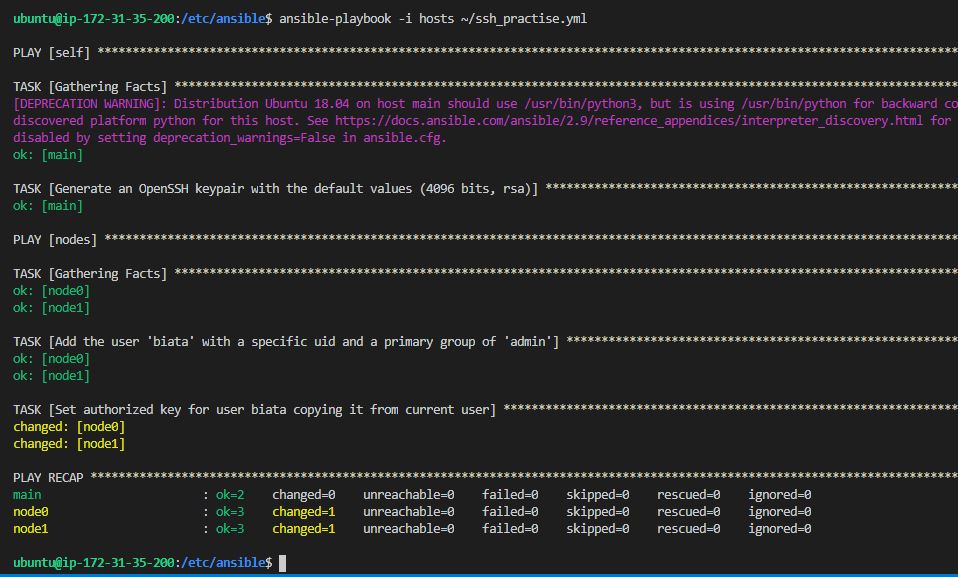 ubuntu@ip-172-31-35-200:/etc/ansible$ ansible-playbook -i hosts ~/ssh_practise.yml
PLAY [self] ****************************************************************************************************************************
TASK [Gathering Facts] *****************************************************************************************************************
[DEPRECATION WARNING]: Distribution Ubuntu 18.04 on host main should use /usr/bin/python3, but is using /usr/bin/python for backward co
discovered platform python for this host. See https://docs.ansible.com/ansible/2.9/reference_appendices/interpreter_discovery.html for
disabled by setting deprecation_warnings=False in ansible.cfg.
ok: [main]
TASK [Generate an OpenSSH keypair with the default values (4096 bits, rsa)] ***********************************************************
PLAY [nodes] ***************************************************************************************************************************
TASK [Gathering Facts] *****************************************************************************************************************
ok: [node0]
ok: [node1]
TASK [Add the user 'biata' with a specific uid and a primary group of 'admin'] ********************************************************
ok: [node0]
ok: [node1]
TASK [Set authorized key for user biata copying it from current user] *****************************************************************
changed: [node0]
changed: [node1]
PLAY RECAP *****************************************************************************************************************************
main                       : ok=2    changed=0    unreachable=0    failed=0    skipped=0    rescued=0    ignored=0
node0                      : ok=3    changed=1    unreachable=0    failed=0    skipped=0    rescued=0    ignored=0
node1                      : ok=3    changed=1    unreachable=0    failed=0    skipped=0    rescued=0    ignored=0
ubuntu@ip-172-31-35-200:/etc/ansible$